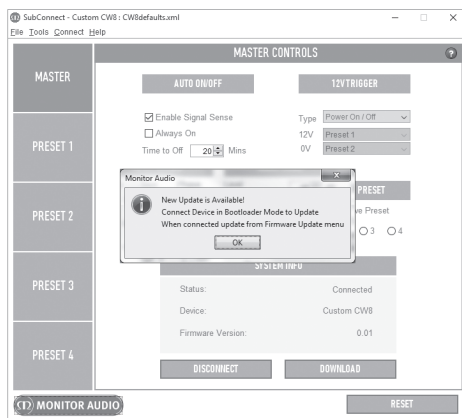 SubConnect - Custom CW8 : CW8defaults.xml
File Tools Connect Help
MASTER CONTROLS
?
MASTER
PRESET 1
PRESET 2
PRESET 3
PRESET 4
AUTO ON/OFF
Enable Signal Sense
Always On
Time to Off 20 Mins
12V TRIGGER
Type Power On / Off
12V Preset 1
0V Preset 2
Monitor Audio
New Update is Available!
Connect Device in Bootloader Mode to Update
When connected update from Firmware Update menu
OK
PRESET
ve Preset
3 4
SYSTEM INFO
Status: Connected
Device: Custom CW8
Firmware Version: 0.01
DISCONNECT DOWNLOAD
MONITOR AUDIO
RESET